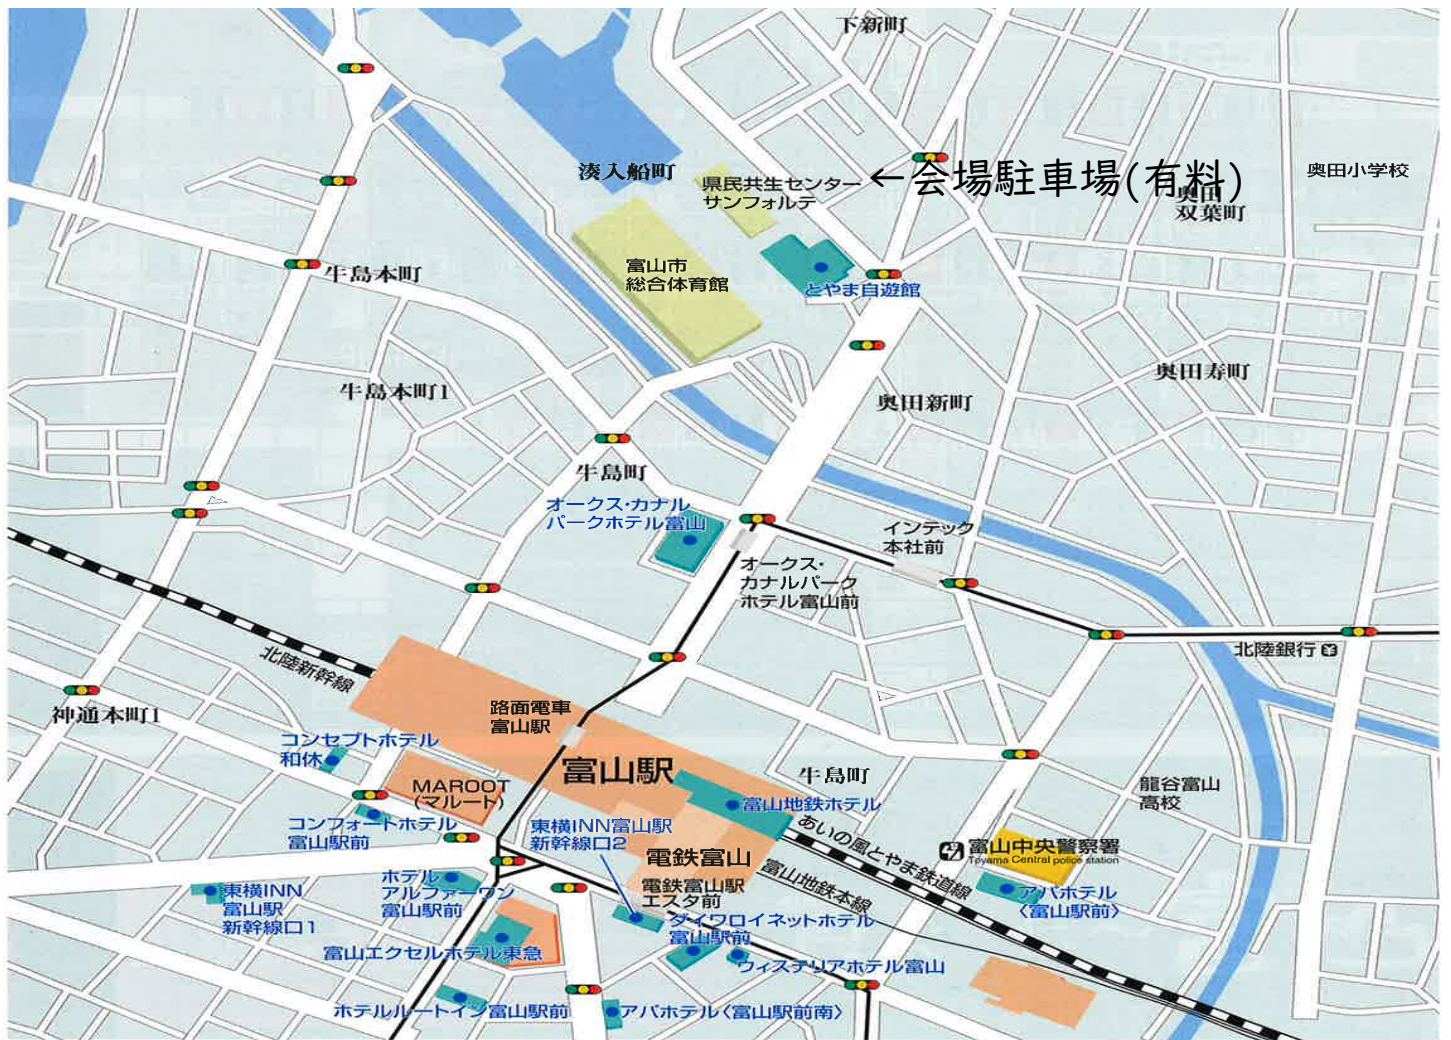 下新町
湊入船町
県民共生センター
サンフォルテ
←会場駐車場(有料)
奥田小学校
奥田
双葉町
牛島本町
富山市
総合体育館
とやま自遊館
牛島本町1
奥田新町
奥田寿町
牛島町
オークス・カナル
パークホテル富山
インテック
本社前
オークス・
カナルパーク
ホテル富山前
北陸銀行
北陸新幹線
神通本町1
路面電車
富山駅
コンセプトホテル
和休
富山駅
牛島町
MAROOT
(マルート)
富山地鉄ホテル
龍谷富山
高校
コンフォートホテル
富山駅前
東横INN富山駅
新幹線口2
あいの風とやま鉄道線
電鉄富山
富山地鉄本線
富山中央警察署
Toyama Central police station
東横INN
富山駅
新幹線口1
ホテル
アルファーワン
富山駅前
電鉄富山駅
エスタ前
アパホテル
〈富山駅前〉
ダイワロイネットホテル
富山駅前
富山エクセルホテル東急
ウィステリアホテル富山
ホテルルートイン富山駅前
アパホテル〈富山駅前南〉